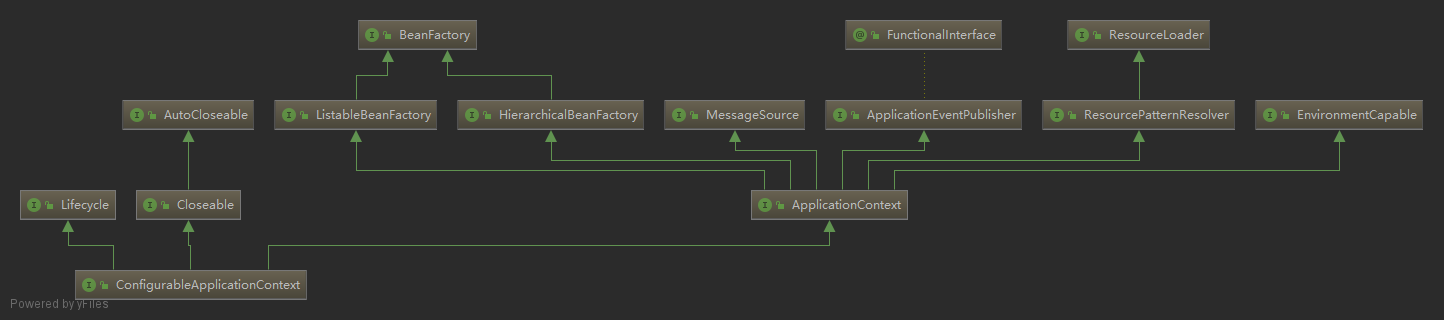 BeanFactory
FunctionalInterface
ResourceLoader
AutoCloseable
ListableBeanFactory
HierarchicalBeanFactory
MessageSource
ApplicationEventPublisher
ResourcePatternResolver
EnvironmentCapable
Lifecycle
Closeable
ApplicationContext
ConfigurableApplicationContext
Powered by yFiles